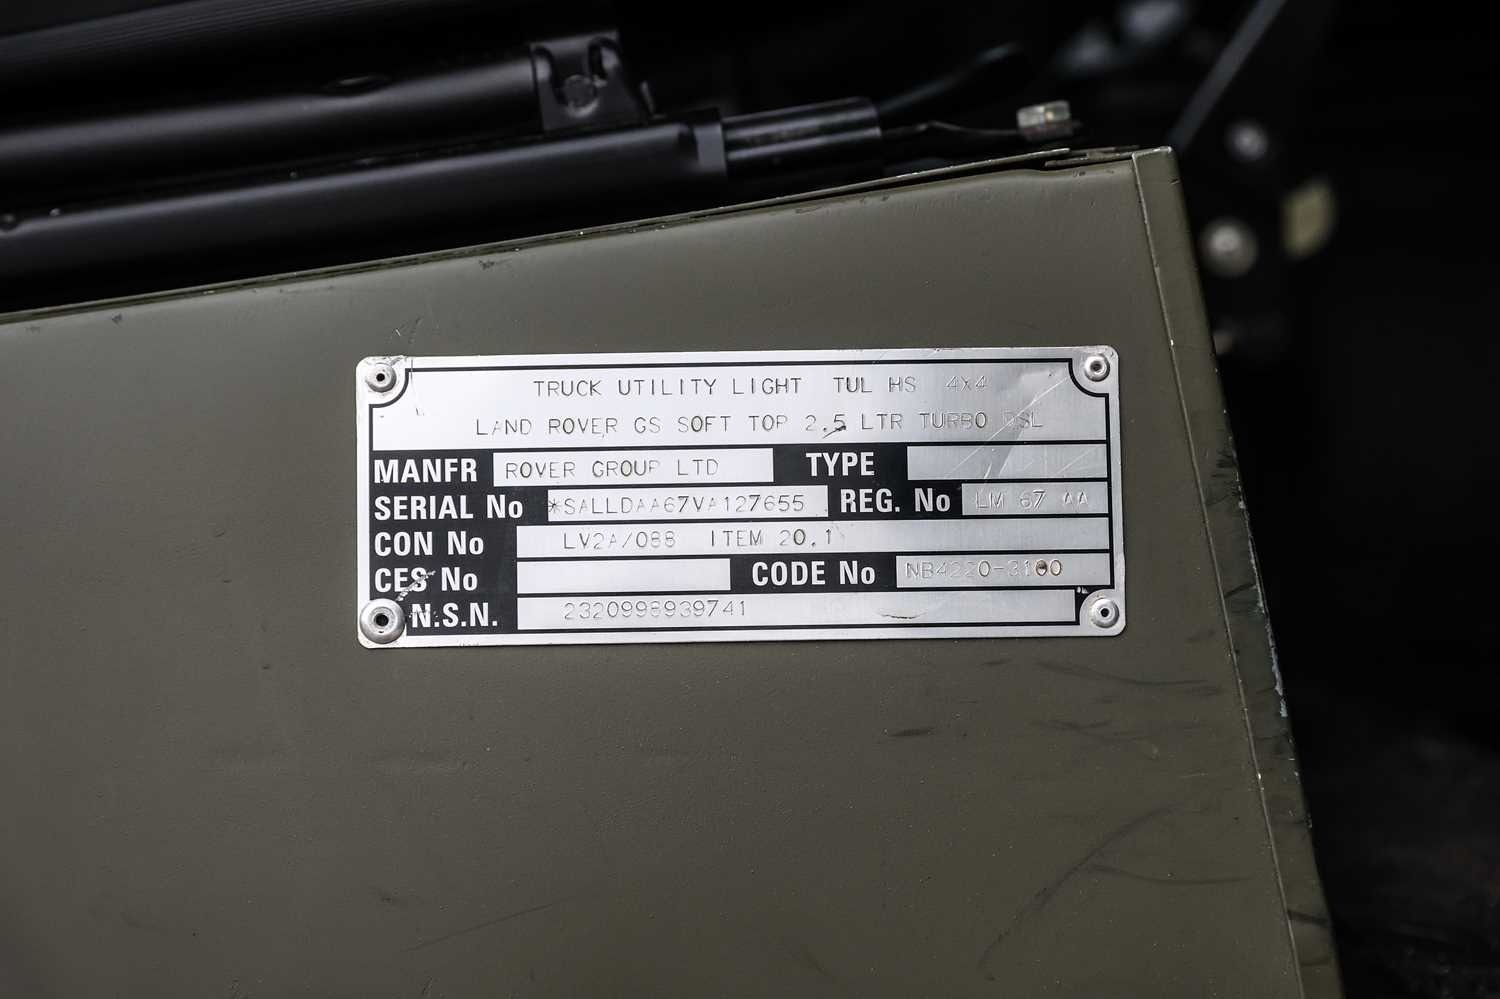 TRUCK UTILITY LIGHT TUL HS 4x4
LAND ROVER GS SOFT TOP 2.5 LTR TURBO DSL
MANFR ROVER GROUP LTD TYPE
SERIAL No *SALLDAA67VA127655 REG. No LM 67 AA
CON No LV2A/088 ITEM 20.1
CES No CODE No NB4220-3100
N.S.N. 2320998939741